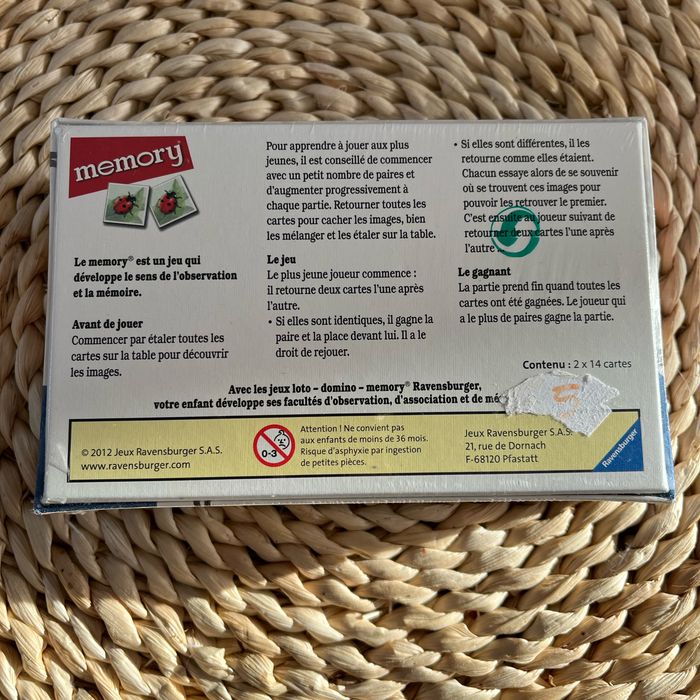 memory®
Le memory® est un jeu qui
développe le sens de l'observation
et la mémoire.
Avant de jouer
Commencer par étaler toutes les
cartes sur la table pour découvrir
les images.
Pour apprendre à jouer aux plus
jeunes, il est conseillé de commencer
avec un petit nombre de paires et
d'augmenter progressivement à
chaque partie. Retourner toutes les
cartes pour cacher les images, bien
les mélanger et les étaler sur la table.
Le jeu
Le plus jeune joueur commence :
il retourne deux cartes l'une après
l'autre.
• Si elles sont identiques, il gagne la
paire et la place devant lui. Il a le
droit de rejouer.
• Si elles sont différentes, il les
retourne comme elles étaient.
Chacun essaye alors de se souvenir
où se trouvent ces images pour
pouvoir les retrouver le premier.
C'est ensuite au joueur suivant de
retourner deux cartes l'une après
l'autre
Le gagnant
La partie prend fin quand toutes les
cartes ont été gagnées. Le joueur qui
a le plus de paires gagne la partie.
Contenu : 2 x 14 cartes
Avec les jeux loto – domino – memory® Ravensburger,
votre enfant développe ses facultés d'observation, d'association et de
© 2012 Jeux Ravensburger S.A.S.
www.ravensburger.com
0-3
Attention ! Ne convient pas
aux enfants de moins de 36 mois.
Risque d'asphyxie par ingestion
de petites pièces.
Jeux Ravensburger S.A.S.
21, rue de Dornach
F-68120 Pfastatt
Ravensburger